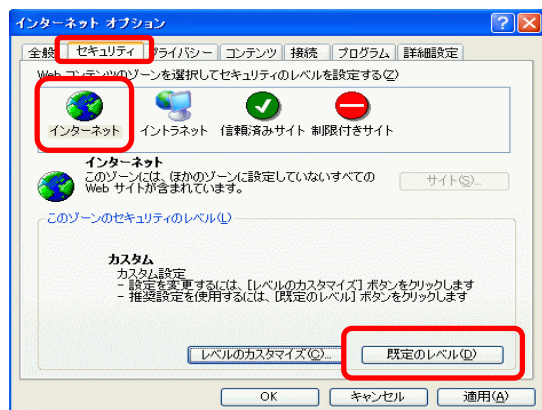 インターネット オプション
全般 セキュリティ プライバシー コンテンツ 接続 プログラム 詳細設定
Web コンテンツのゾーンを選択してセキュリティのレベルを設定する(Z)
インターネット イントラネット 信頼済みサイト 制限付きサイト
インターネット
このゾーンには、ほかのゾーンに設定していないすべての
Web サイトが含まれています。
サイト(S)...
このゾーンのセキュリティのレベル(L)
カスタム
カスタム設定
- 設定を変更するには、[レベルのカスタマイズ] ボタンをクリックします
- 推奨設定を使用するには、[既定のレベル] ボタンをクリックします
レベルのカスタマイズ(C)... 既定のレベル(D)
OK キャンセル 適用(A)